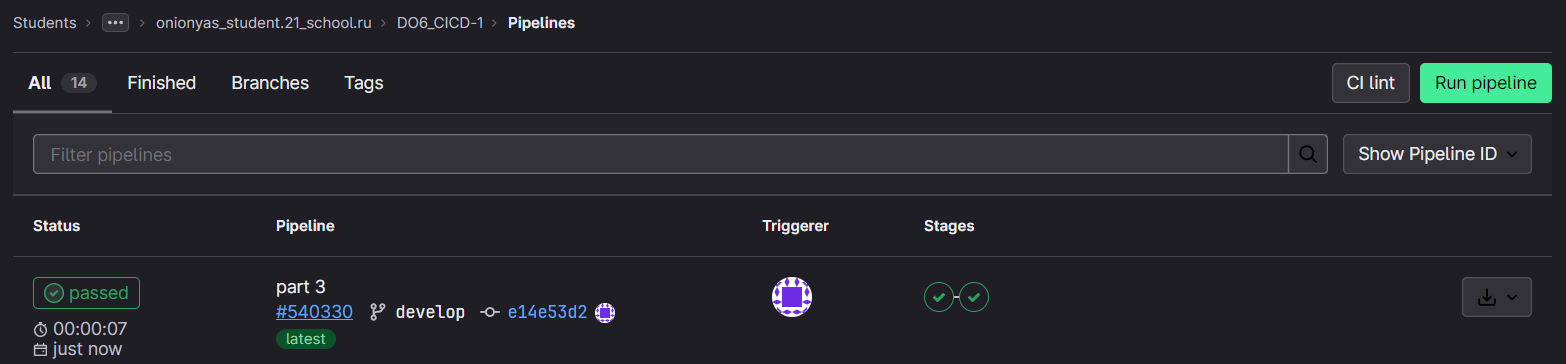 Students > ... > onionyas_student.21_school.ru > DO6_CICD-1 > Pipelines
All 14 Finished Branches Tags CI lint Run pipeline
Filter pipelines Show Pipeline ID
Status Pipeline Triggerer Stages
passed part 3
#540330 develop e14e53d2
00:00:07 latest
just now